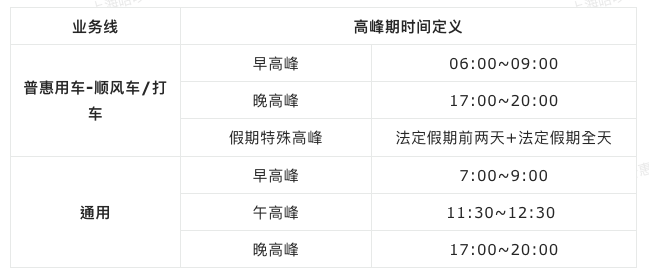 业务线 高峰期时间定义
普惠用车-顺风车/打
车
早高峰 06:00~09:00
晚高峰 17:00~20:00
假期特殊高峰 法定假期前两天+法定假期全天
通用
早高峰 7:00~9:00
午高峰 11:30~12:30
晚高峰 17:00~20:00